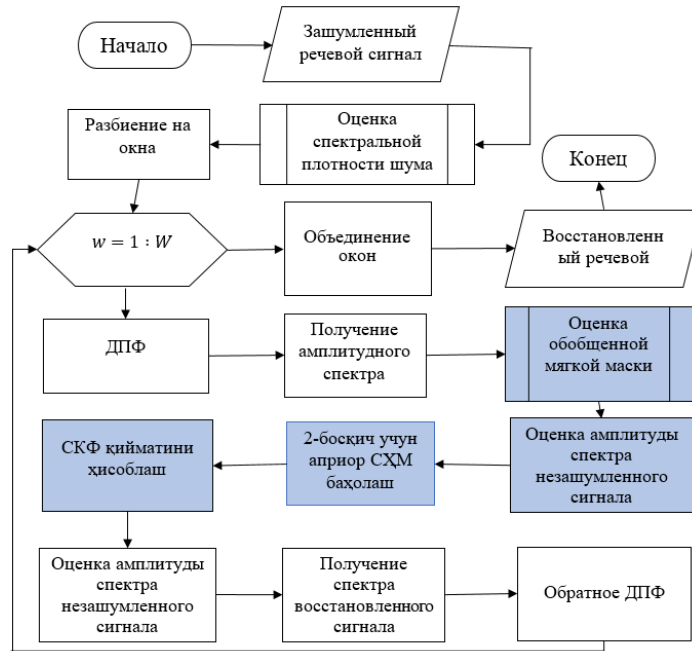 Начало
Зашумленный
речевой сигнал
Разбиение на
окна
Оценка
спектральной
плотности шума
Конец
w = 1 : W
Объединение
окон
Восстановленн
ый речевой
ДПФ
Получение
амплитудного
спектра
Оценка
обобщенной
мягкой маски
СКФ қийматини
ҳисоблаш
2-босқич учун
априор СҲМ
баҳолаш
Оценка амплитуды
спектра
незашумленного
сигнала
Оценка амплитуды
спектра
незашумленного
сигнала
Получение
спектра
восстановленного
сигнала
Обратное ДПФ